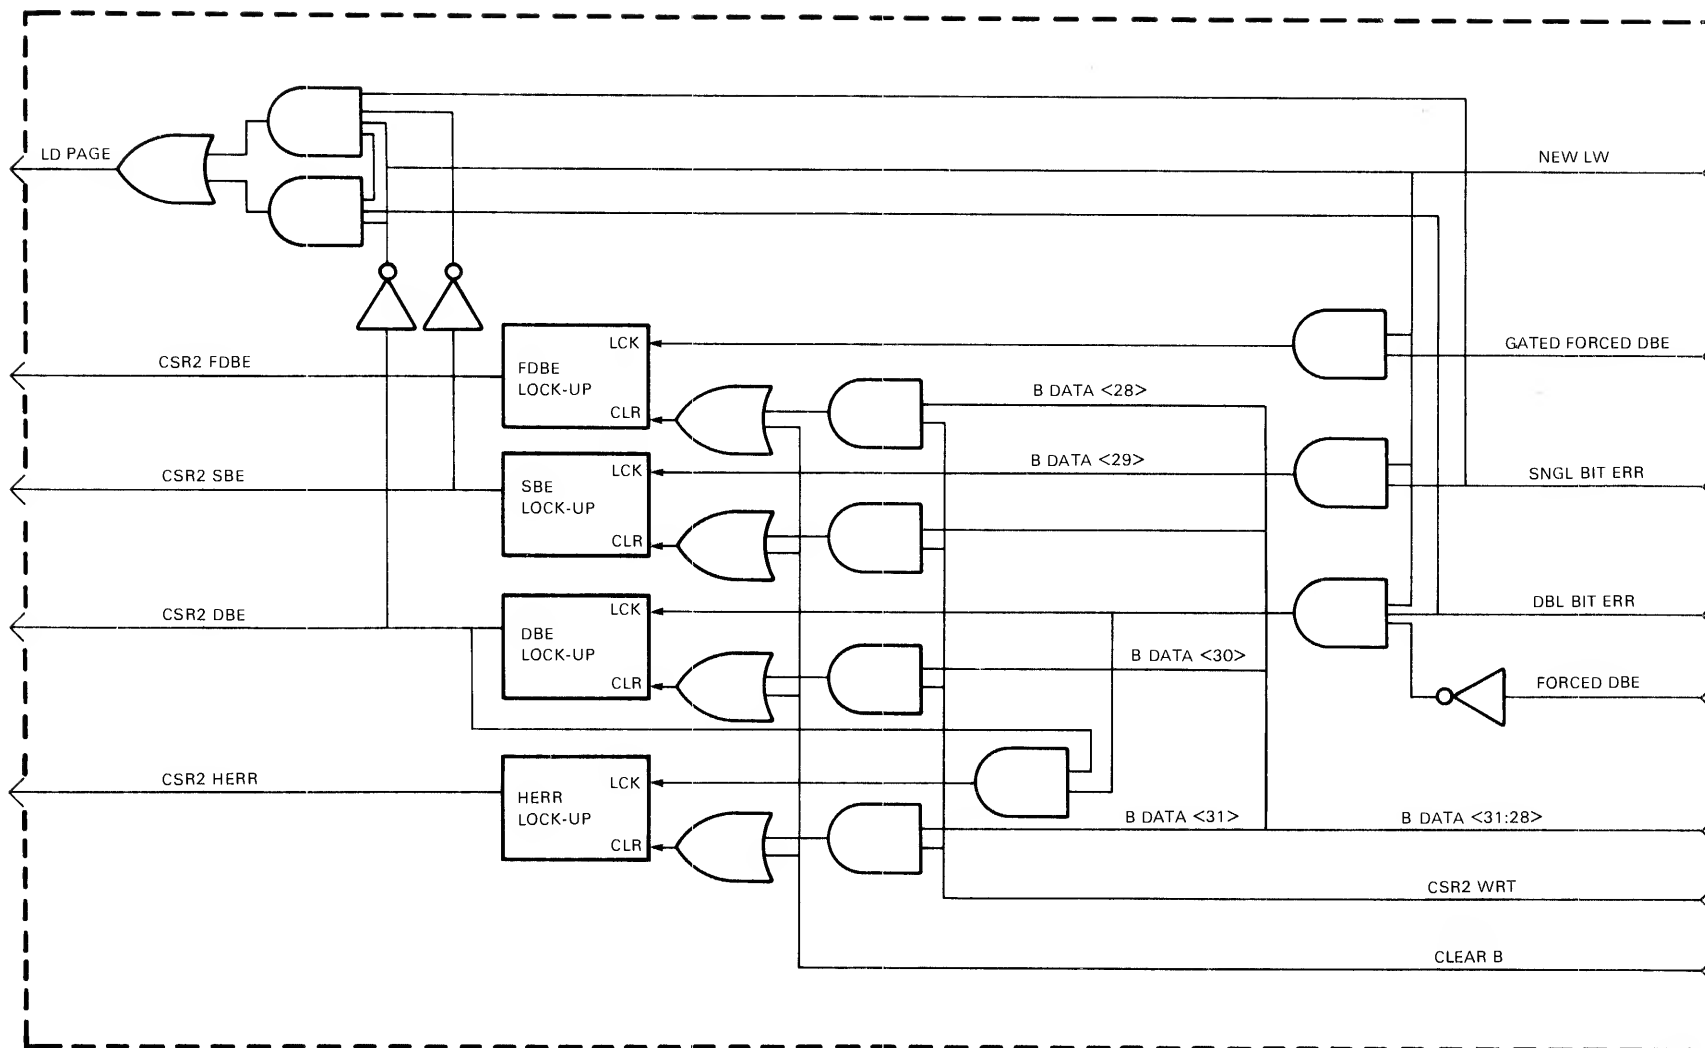 LD PAGE
NEW LW
CSR2 FDBE
FDBE
LOCK-UP
LCK
CLR
GATED FORCED DBE
B DATA <28>
CSR2 SBE
SBE
LOCK-UP
LCK
CLR
B DATA <29>
SNGL BIT ERR
CSR2 DBE
DBE
LOCK-UP
LCK
CLR
DBL BIT ERR
B DATA <30>
FORCED DBE
CSR2 HERR
HERR
LOCK-UP
LCK
CLR
B DATA <31>
B DATA <31:28>
CSR2 WRT
CLEAR B